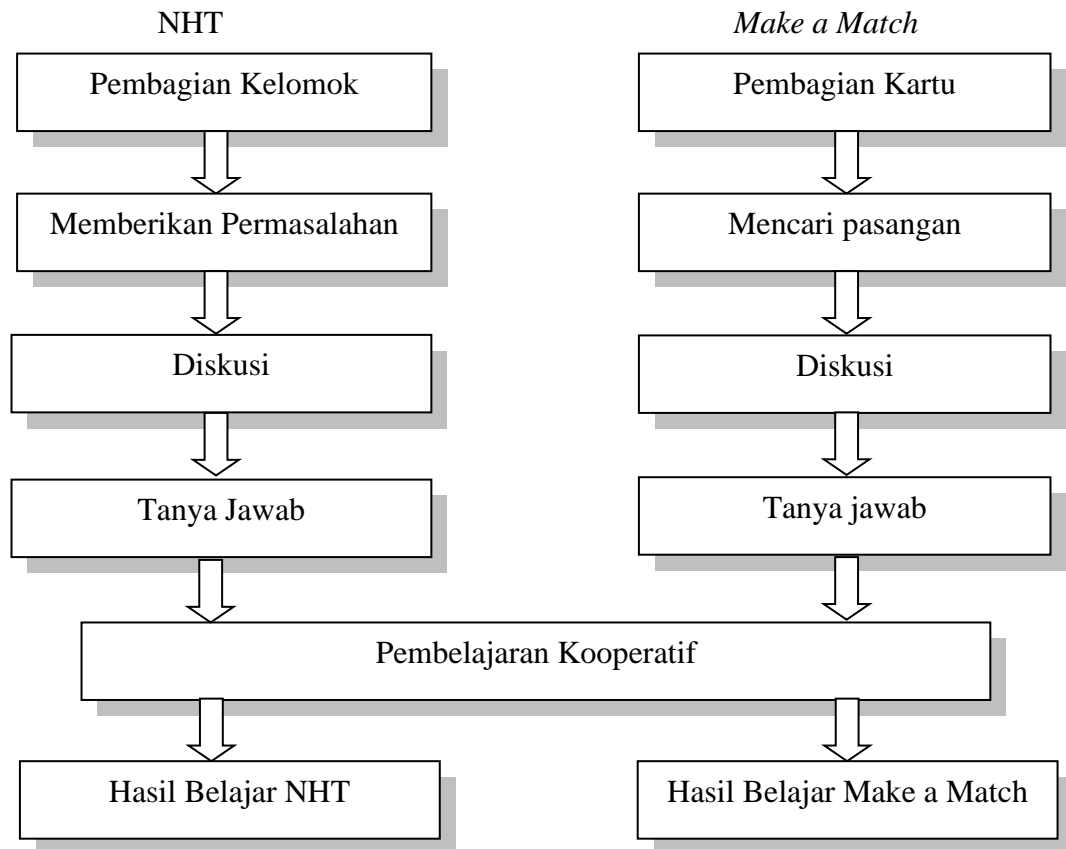 NHT
Make a Match
Pembagian Kelomok
Pembagian Kartu
Memberikan Permasalahan
Mencari pasangan
Diskusi
Diskusi
Tanya Jawab
Tanya jawab
Pembelajaran Kooperatif
Hasil Belajar NHT
Hasil Belajar Make a Match